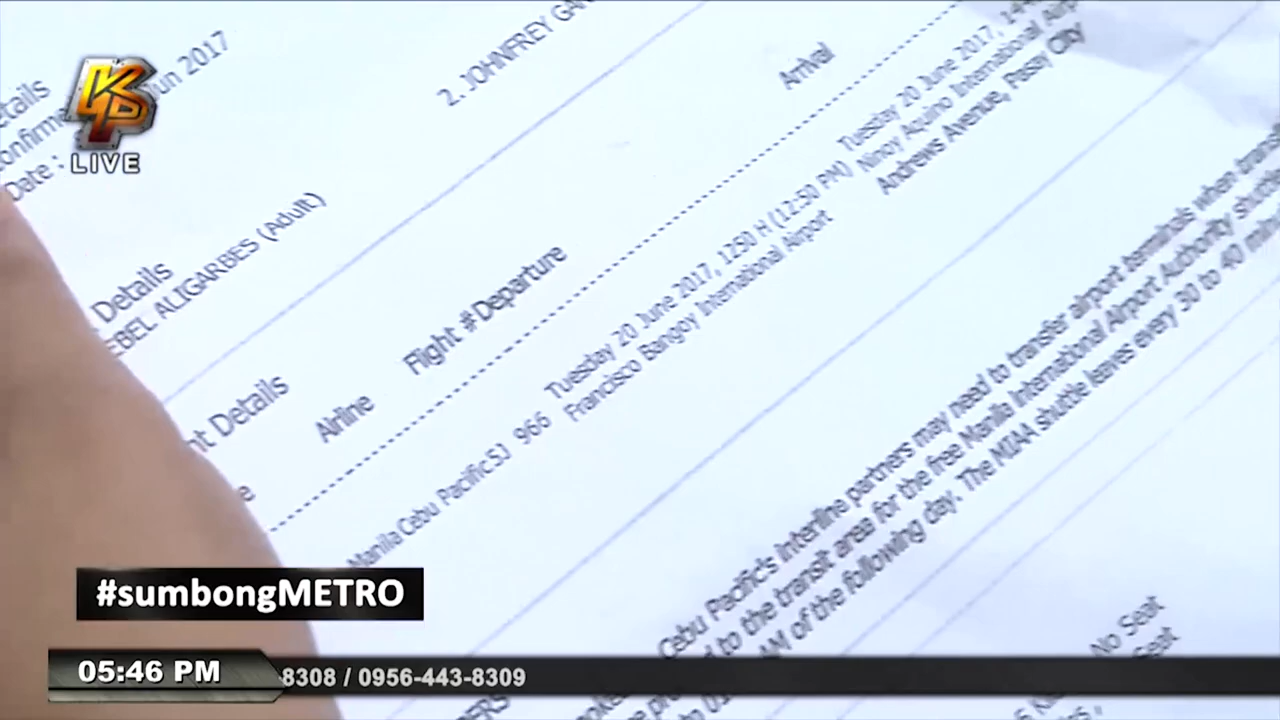 LIVE
Jun 2017
Date :
2. JOHNFREY
Details
EBEL ALIGARBES (Adult)
Details
Airline
Flight #
Departure
Arrival
Manila Cebu Pacific 5J 966
Tuesday 20 June 2017, 1250 H (12:50 PM)
Francisco Bangoy International Airport
Tuesday 20 June 2017,
Ninoy Aquino International
Andrews Avenue, Pasay City
Cebu Pacific's interline partners may need to transfer airport terminals when
to the transit area for the free Manila International Airport Authority
AM of the following day. The MIAA shuttle leaves every 30 to 40
No Seat
Seat
#sumbongMETRO
05:46 PM
8308 / 0956-443-8309